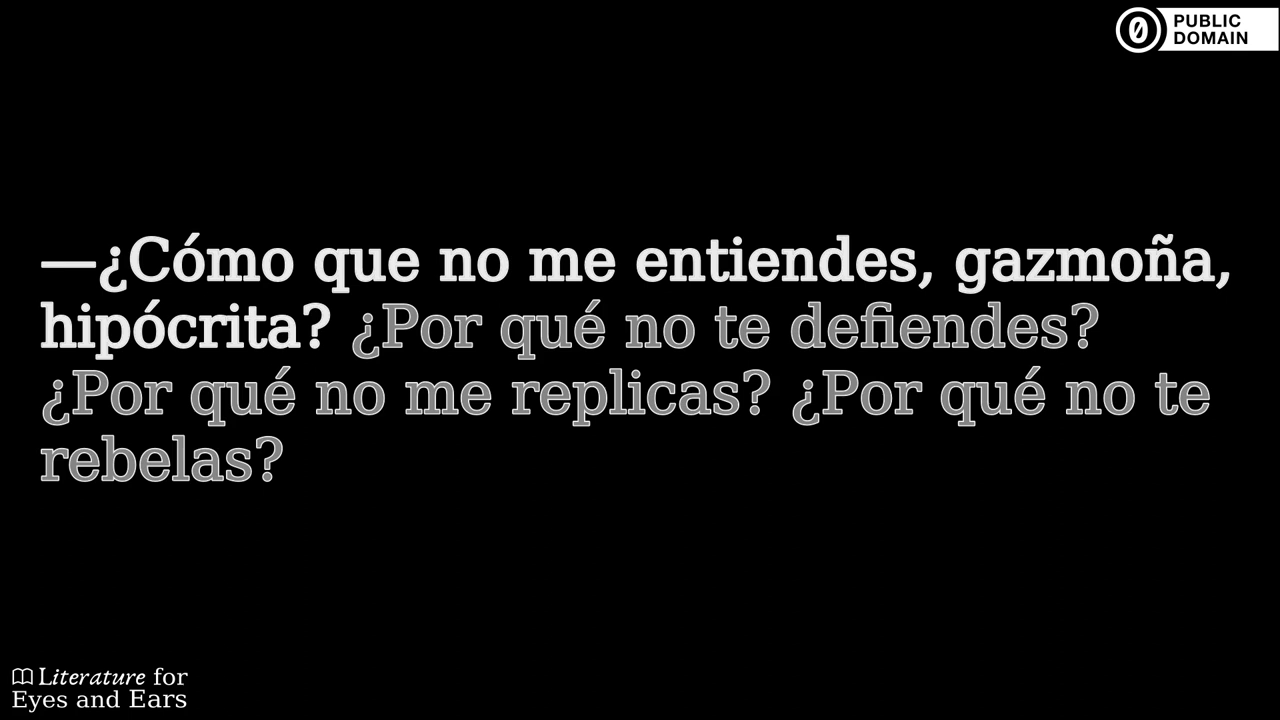 PUBLIC
DOMAIN
—¿Cómo que no me entiendes, gazmoña,
hipócrita? ¿Por qué no te defiendes?
¿Por qué no me replicas? ¿Por qué no te
rebelas?
Literature for
Eyes and Ears